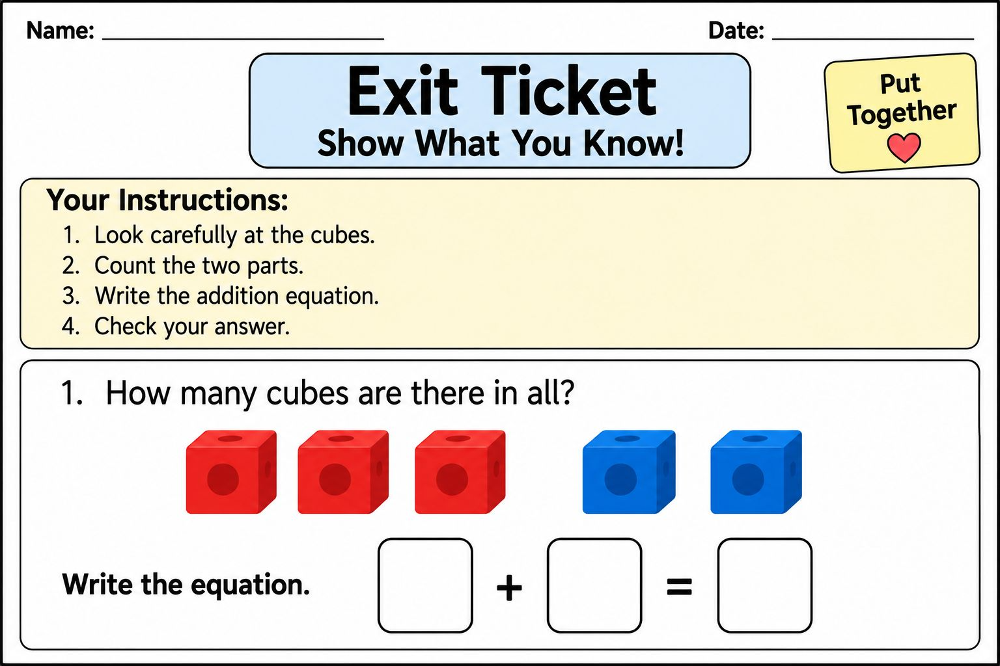 Name: Date:
Exit Ticket
Show What You Know!
Put
Together
Your Instructions:
1. Look carefully at the cubes.
2. Count the two parts.
3. Write the addition equation.
4. Check your answer.
1. How many cubes are there in all?
Write the equation. + =